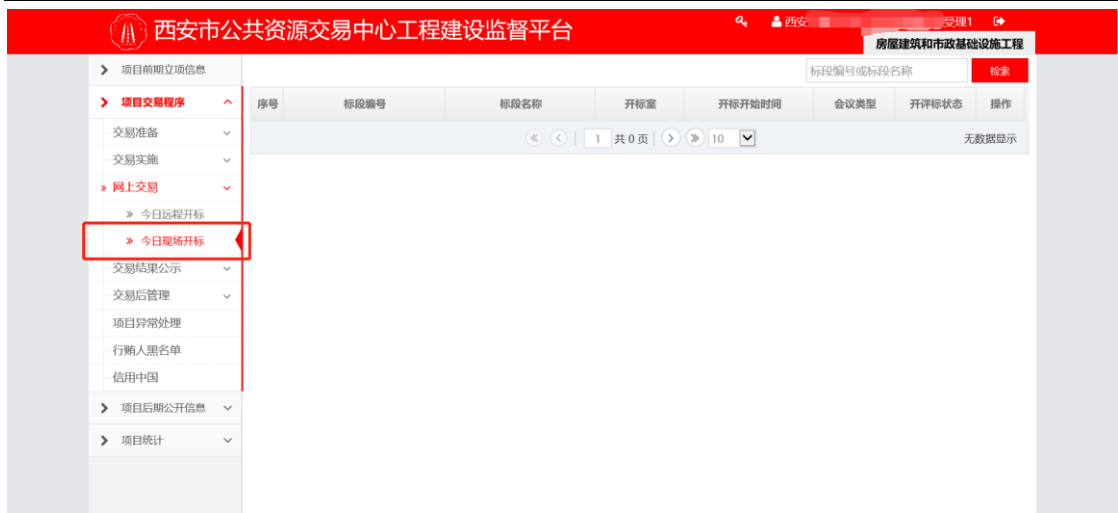 西安市公共资源交易中心工程建设监督平台
西安 受理1
房屋建筑和市政基础设施工程
项目前期立项信息
标段编号或标段名称 检索
项目交易程序
序号 标段编号 标段名称 开标室 开标开始时间 会议类型 开评标状态 操作
交易准备
1 共 0 页 10 无数据显示
交易实施
网上交易
今日远程开标
今日现场开标
交易结果公示
交易后管理
项目异常处理
行贿人黑名单
信用中国
项目后期公开信息
项目统计